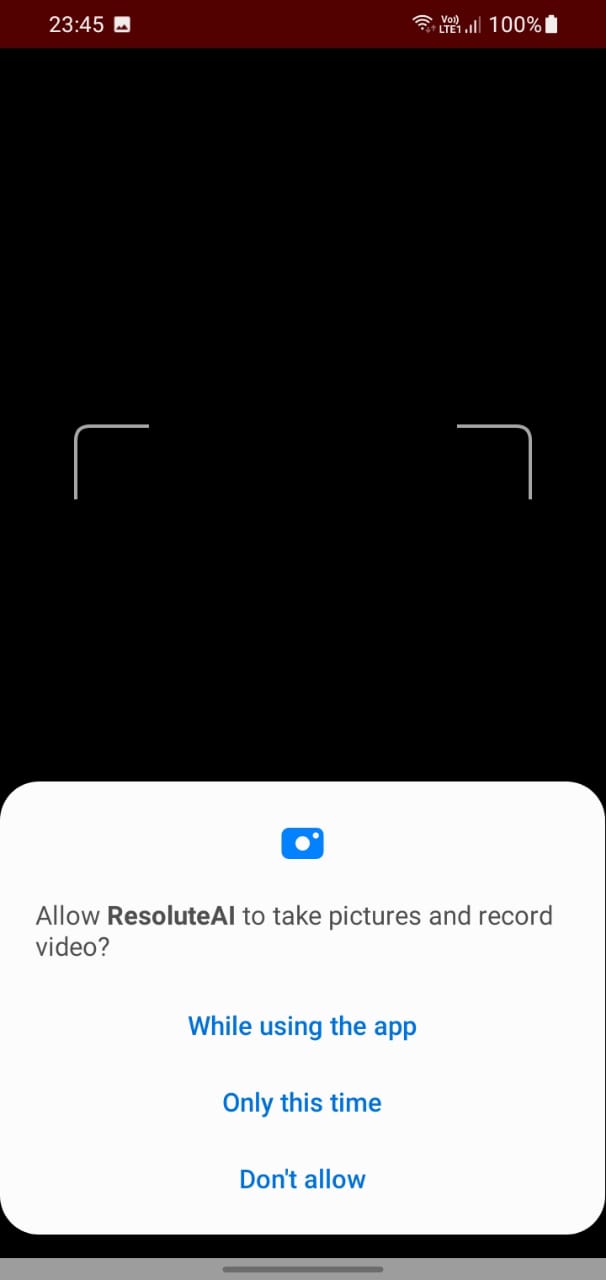 23:45 Vo)) LTE1 100%
Allow ResoluteAI to take pictures and record
video?
While using the app
Only this time
Don't allow